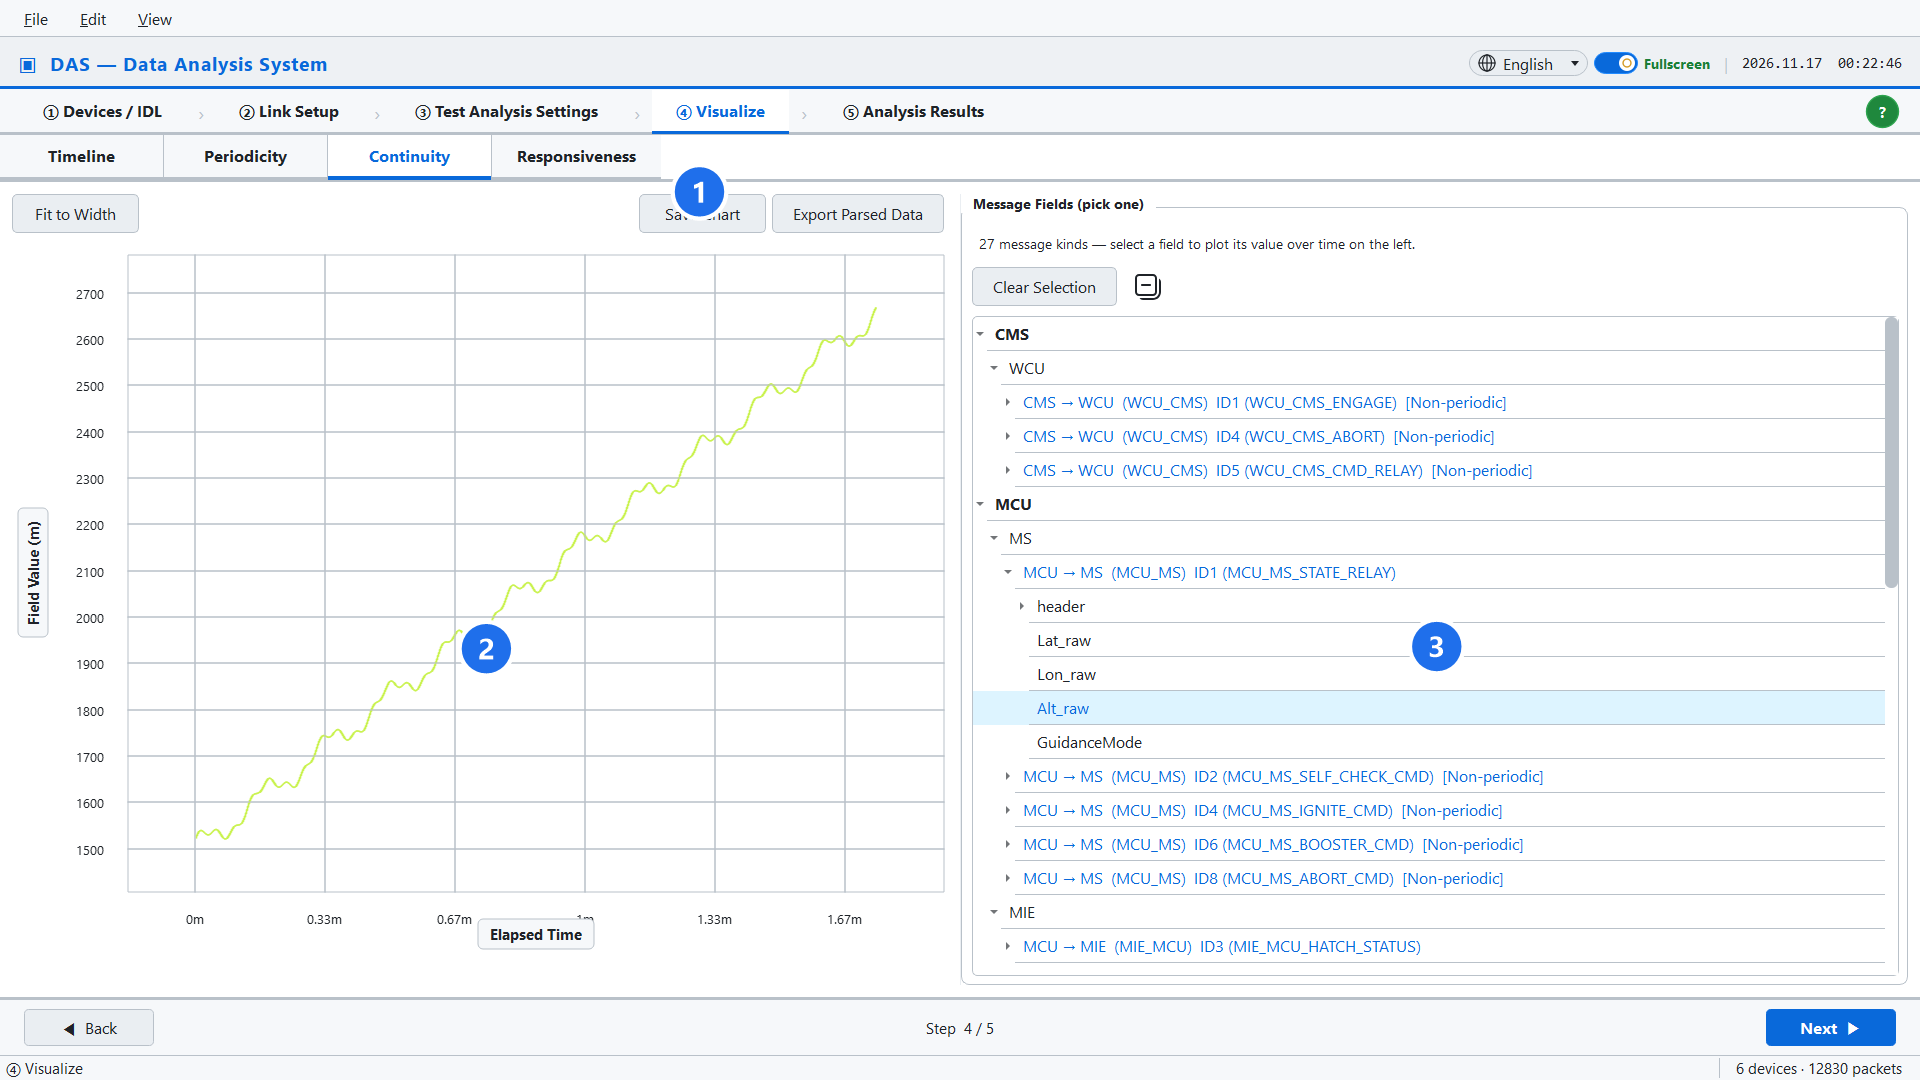 File Edit View
DAS — Data Analysis System
English Fullscreen 2026.11.17 00:22:46
① Devices / IDL › ② Link Setup › ③ Test Analysis Settings › ④ Visualize › ⑤ Analysis Results ?
Timeline Periodicity Continuity Responsiveness
1
Fit to Width
Export Parsed Data
Message Fields (pick one)
27 message kinds — select a field to plot its value over time on the left.
Clear Selection
2700
2600
2500
2400
2300
2200
2100
2000
1900
1800
1700
1600
1500
Field Value (m)
2
0m 0.33m 0.67m 1.33m 1.67m
Elapsed Time
CMS
WCU
CMS → WCU (WCU_CMS) ID1 (WCU_CMS_ENGAGE) [Non-periodic]
CMS → WCU (WCU_CMS) ID4 (WCU_CMS_ABORT) [Non-periodic]
CMS → WCU (WCU_CMS) ID5 (WCU_CMS_CMD_RELAY) [Non-periodic]
MCU
MS
MCU → MS (MCU_MS) ID1 (MCU_MS_STATE_RELAY)
header
Lat_raw
3
Lon_raw
Alt_raw
GuidanceMode
MCU → MS (MCU_MS) ID2 (MCU_MS_SELF_CHECK_CMD) [Non-periodic]
MCU → MS (MCU_MS) ID4 (MCU_MS_IGNITE_CMD) [Non-periodic]
MCU → MS (MCU_MS) ID6 (MCU_MS_BOOSTER_CMD) [Non-periodic]
MCU → MS (MCU_MS) ID8 (MCU_MS_ABORT_CMD) [Non-periodic]
MIE
MCU → MIE (MIE_MCU) ID3 (MIE_MCU_HATCH_STATUS)
◀ Back
Step 4 / 5
Next ▶
④ Visualize
6 devices · 12830 packets